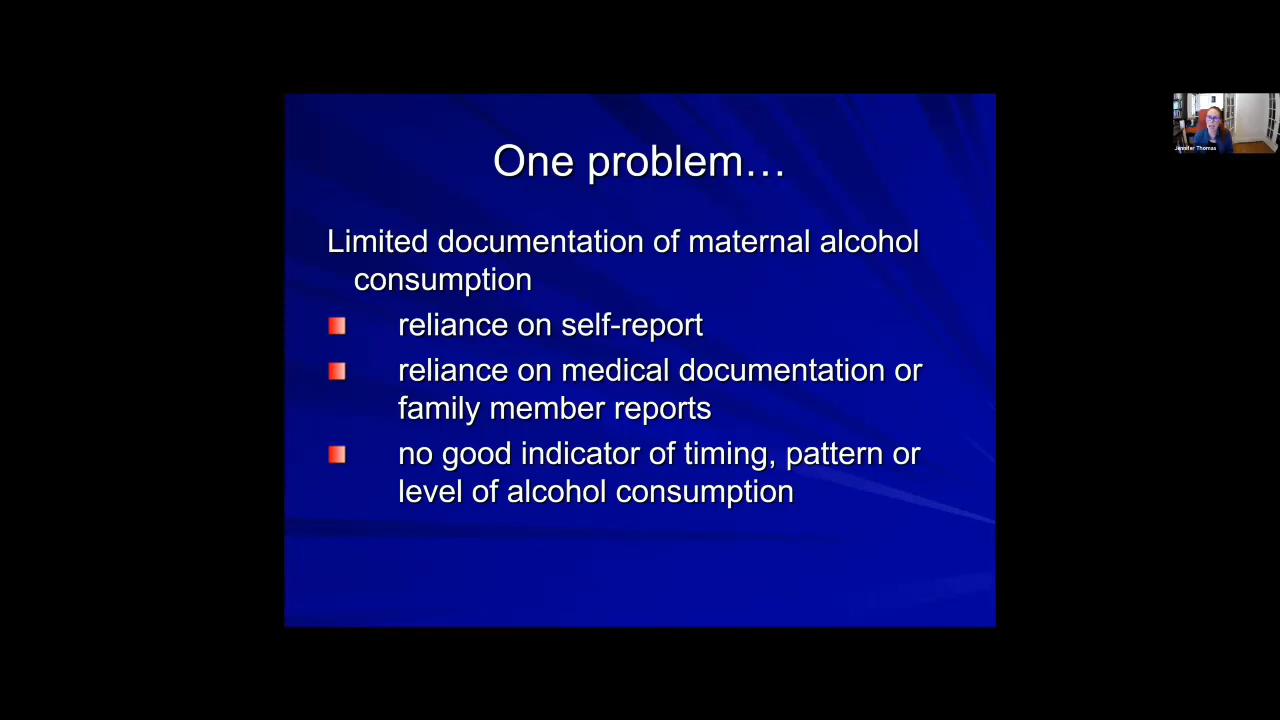 One problem…
Limited documentation of maternal alcohol
consumption
reliance on self-report
reliance on medical documentation or
family member reports
no good indicator of timing, pattern or
level of alcohol consumption
Jennifer Thomas